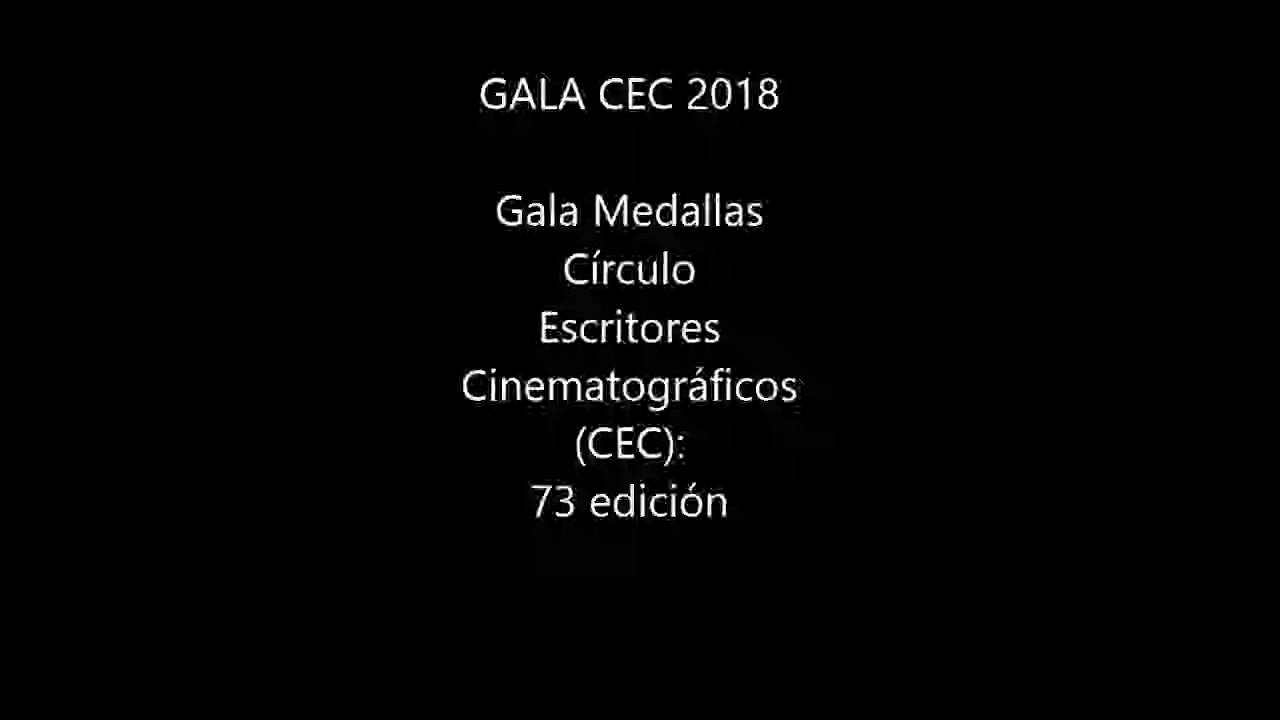 GALA CEC 2018
Gala Medallas
Círculo
Escritores
Cinematográficos
(CEC):
73 edición